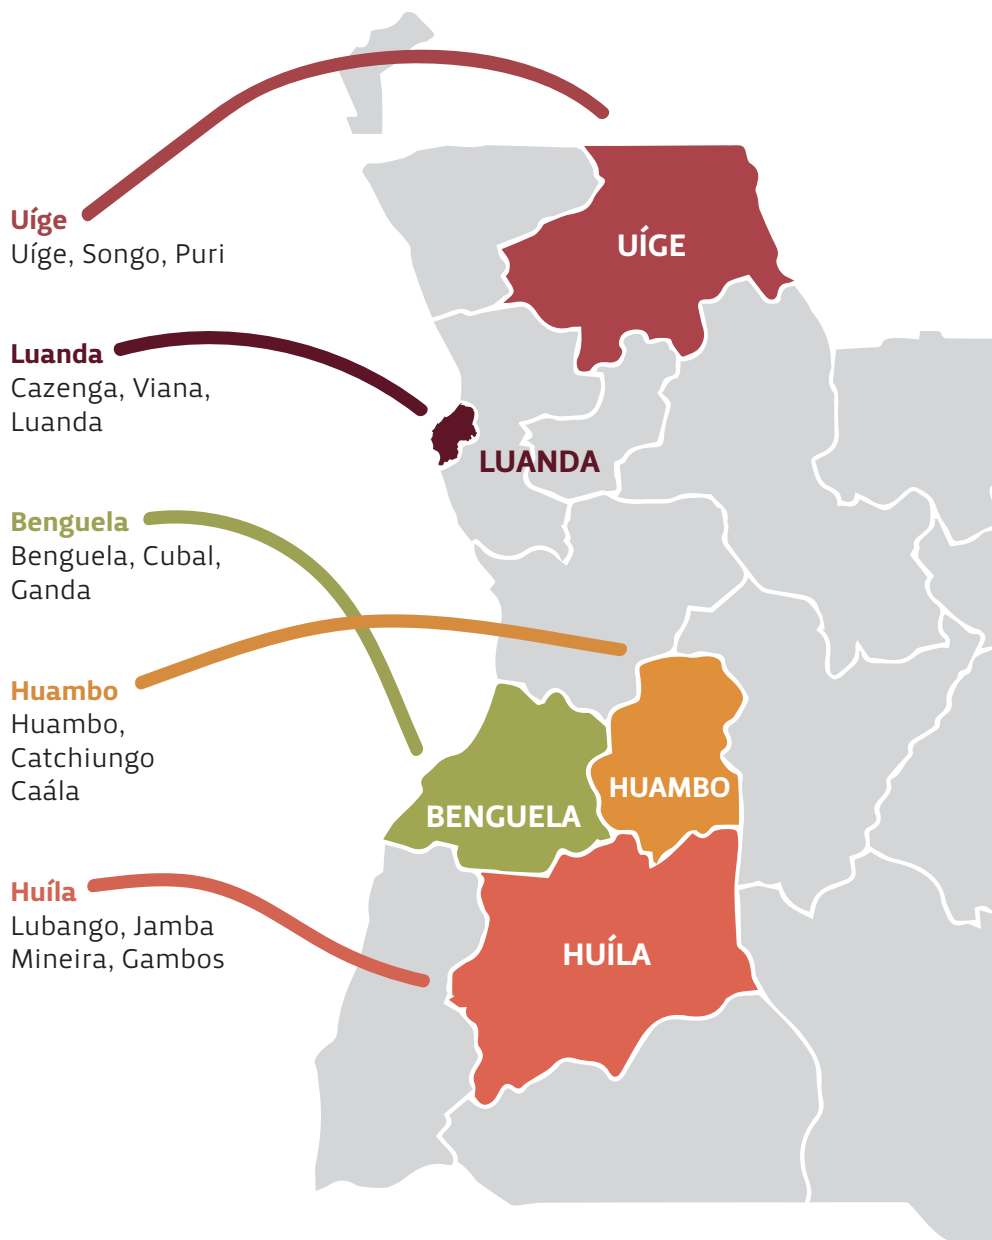 Uíge
Uíge, Songo, Puri
UÍGE
Luanda
Cazenga, Viana,
Luanda
LUANDA
Benguela
Benguela, Cubal,
Ganda
Huambo
Huambo,
Catchiungo
Caála
HUAMBO
BENGUELA
Huíla
Lubango, Jamba
Mineira, Gambos
HUÍLA